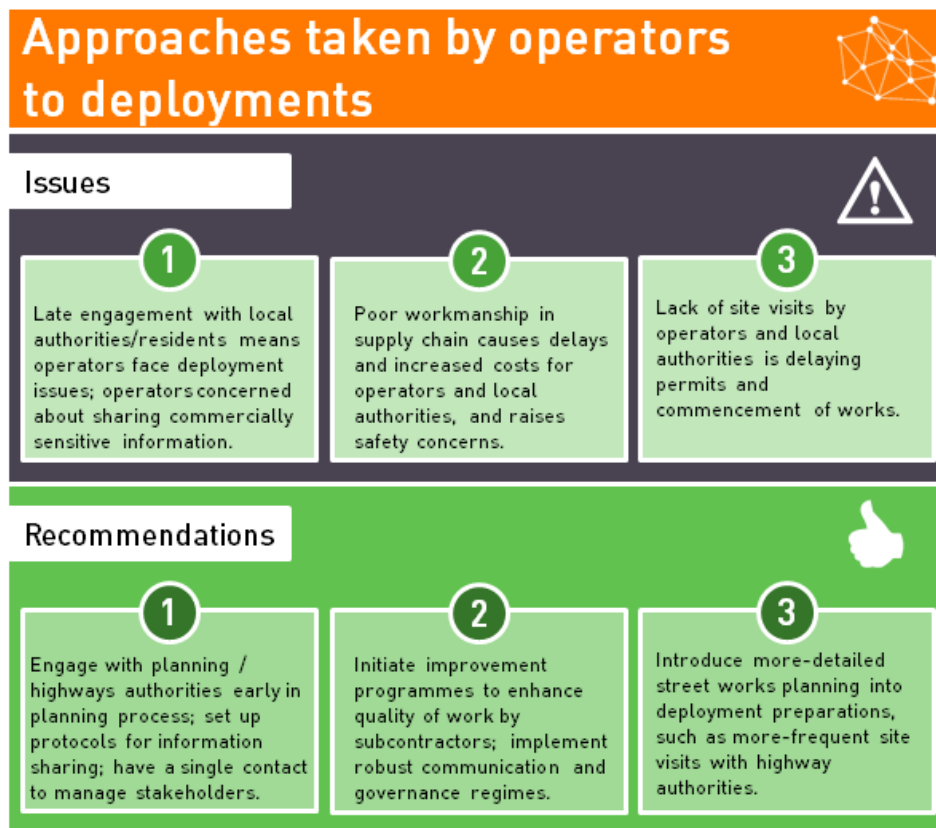 Approaches taken by operators
to deployments
Issues
1
Late engagement with local
authorities/residents means
operators face deployment
issues; operators concerned
about sharing commercially
sensitive information.
2
Poor workmanship in
supply chain causes delays
and increased costs for
operators and local
authorities, and raises
safety concerns.
3
Lack of site visits by
operators and local
authorities is delaying
permits and
commencement of works.
Recommendations
1
Engage with planning /
highways authorities early in
planning process; set up
protocols for information
sharing; have a single contact
to manage stakeholders.
2
Initiate improvement
programmes to enhance
quality of work by
subcontractors; implement
robust communication and
governance regimes.
3
Introduce more-detailed
street works planning into
deployment preparations,
such as more-frequent site
visits with highway
authorities.